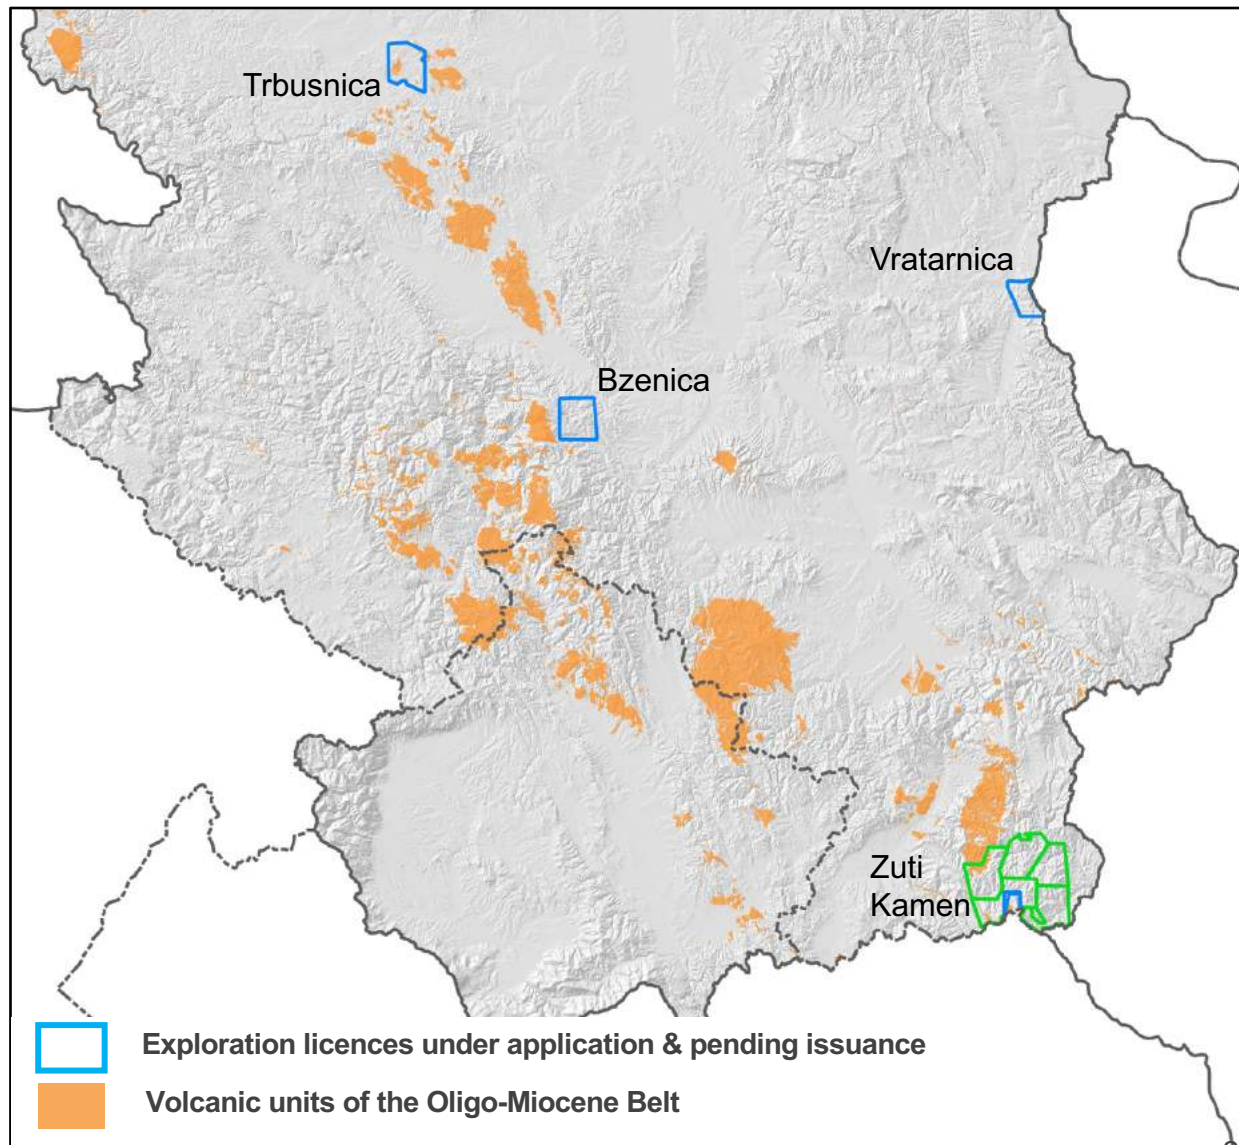 Trbusnica
Vratarnica
Bzenica
Zuti
Kamen
Exploration licences under application & pending issuance
Volcanic units of the Oligo-Miocene Belt